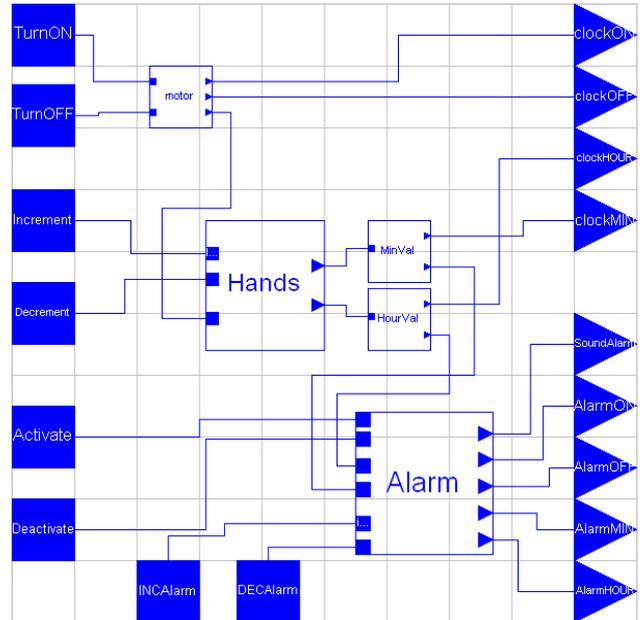 TurnON
clockON
motor
clockOFF
TurnOFF
clockHOUR
Increment
clockMIN
MinVal
Hands
Decrement
HourVal
SoundAlarm
AlarmON
Activate
AlarmOFF
Alarm
i...
Deactivate
AlarmMIN
INCAlarm
DECAlarm
AlarmHOUR